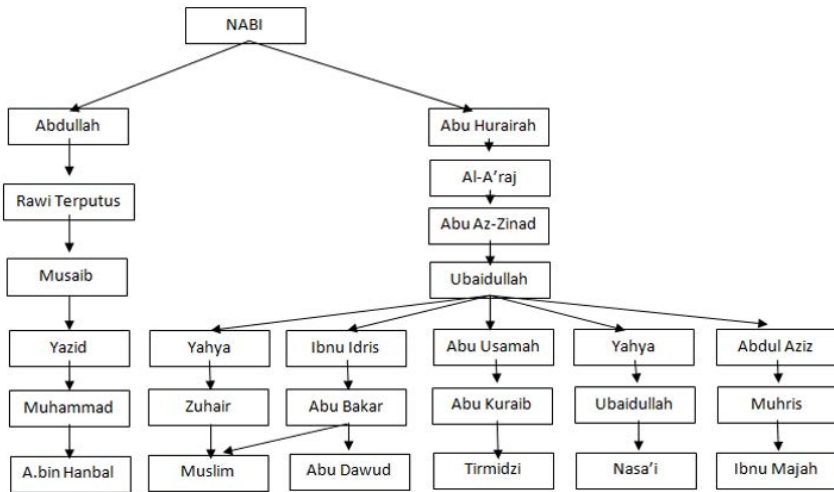 NABI
Abdullah
Abu Hurairah
Al-A'raj
Rawi Terputus
Abu Az-Zinad
Musaib
Ubaidullah
Yazid
Yahya
Ibnu Idris
Abu Usamah
Yahya
Abdul Aziz
Muhammad
Zuhair
Abu Bakar
Abu Kuraib
Ubaidullah
Muhris
A.bin Hanbal
Muslim
Abu Dawud
Tirmidzi
Nasa'i
Ibnu Majah